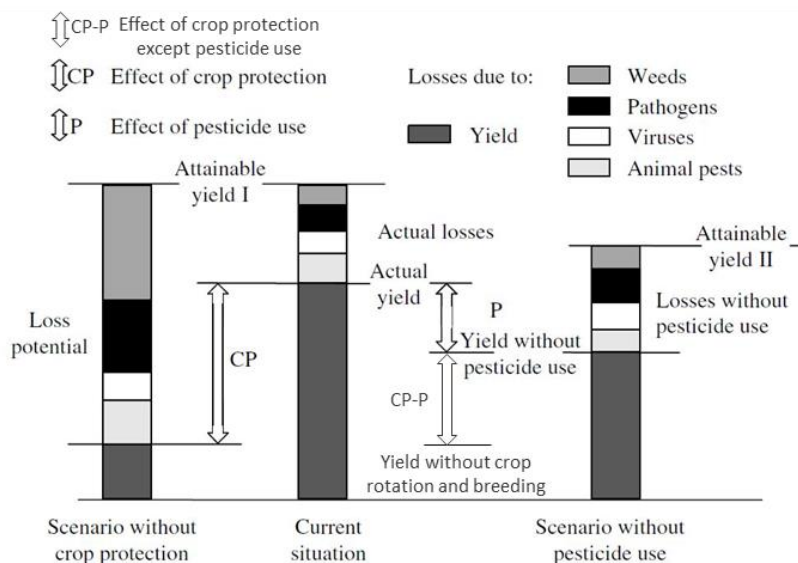 CP-P Effect of crop protection
except pesticide use
CP Effect of crop protection
P Effect of pesticide use
Losses due to:
Yield
Weeds
Pathogens
Viruses
Animal pests
Attainable
yield I
Actual losses
Actual
yield
Attainable
yield II
Loss
potential
CP
P
Yield without
pesticide use
Losses without
pesticide use
CP-P
Yield without crop
rotation and breeding
Scenario without
crop protection
Current
situation
Scenario without
pesticide use